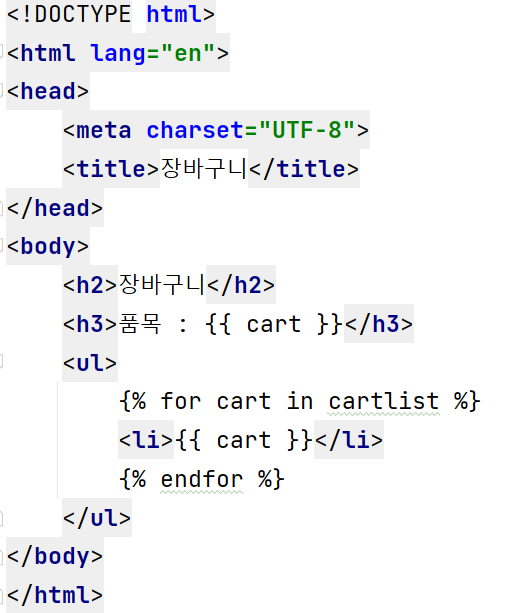 <!DOCTYPE html>
<html lang="en">
<head>
    <meta charset="UTF-8">
    <title>장바구니</title>
</head>
<body>
    <h2>장바구니</h2>
    <h3>품목 : {{ cart }}</h3>
    <ul>
        {% for cart in cartlist %}
        <li>{{ cart }}</li>
        {% endfor %}
    </ul>
</body>
</html>